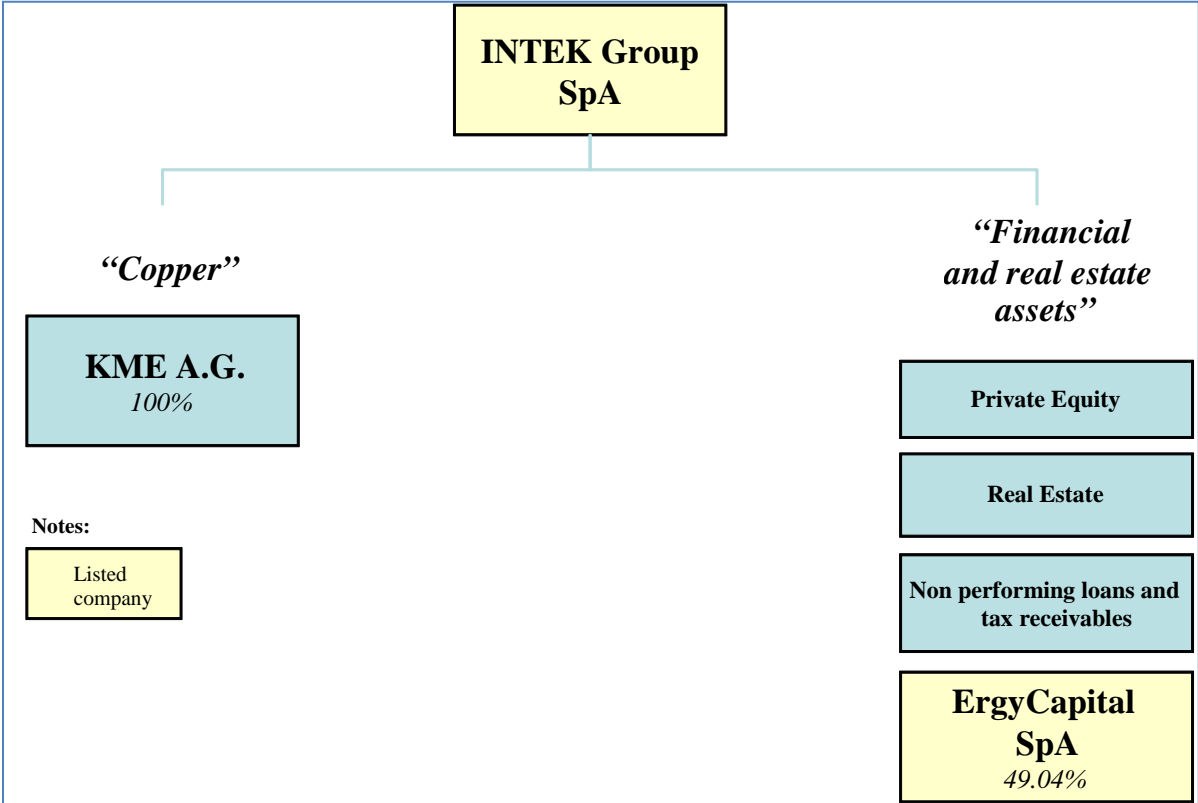 INTEK Group
SpA
“Copper”
KME A.G.
100%
Notes:
Listed
company
“Financial
and real estate
assets”
Private Equity
Real Estate
Non performing loans and
tax receivables
ErgyCapital
SpA
49.04%